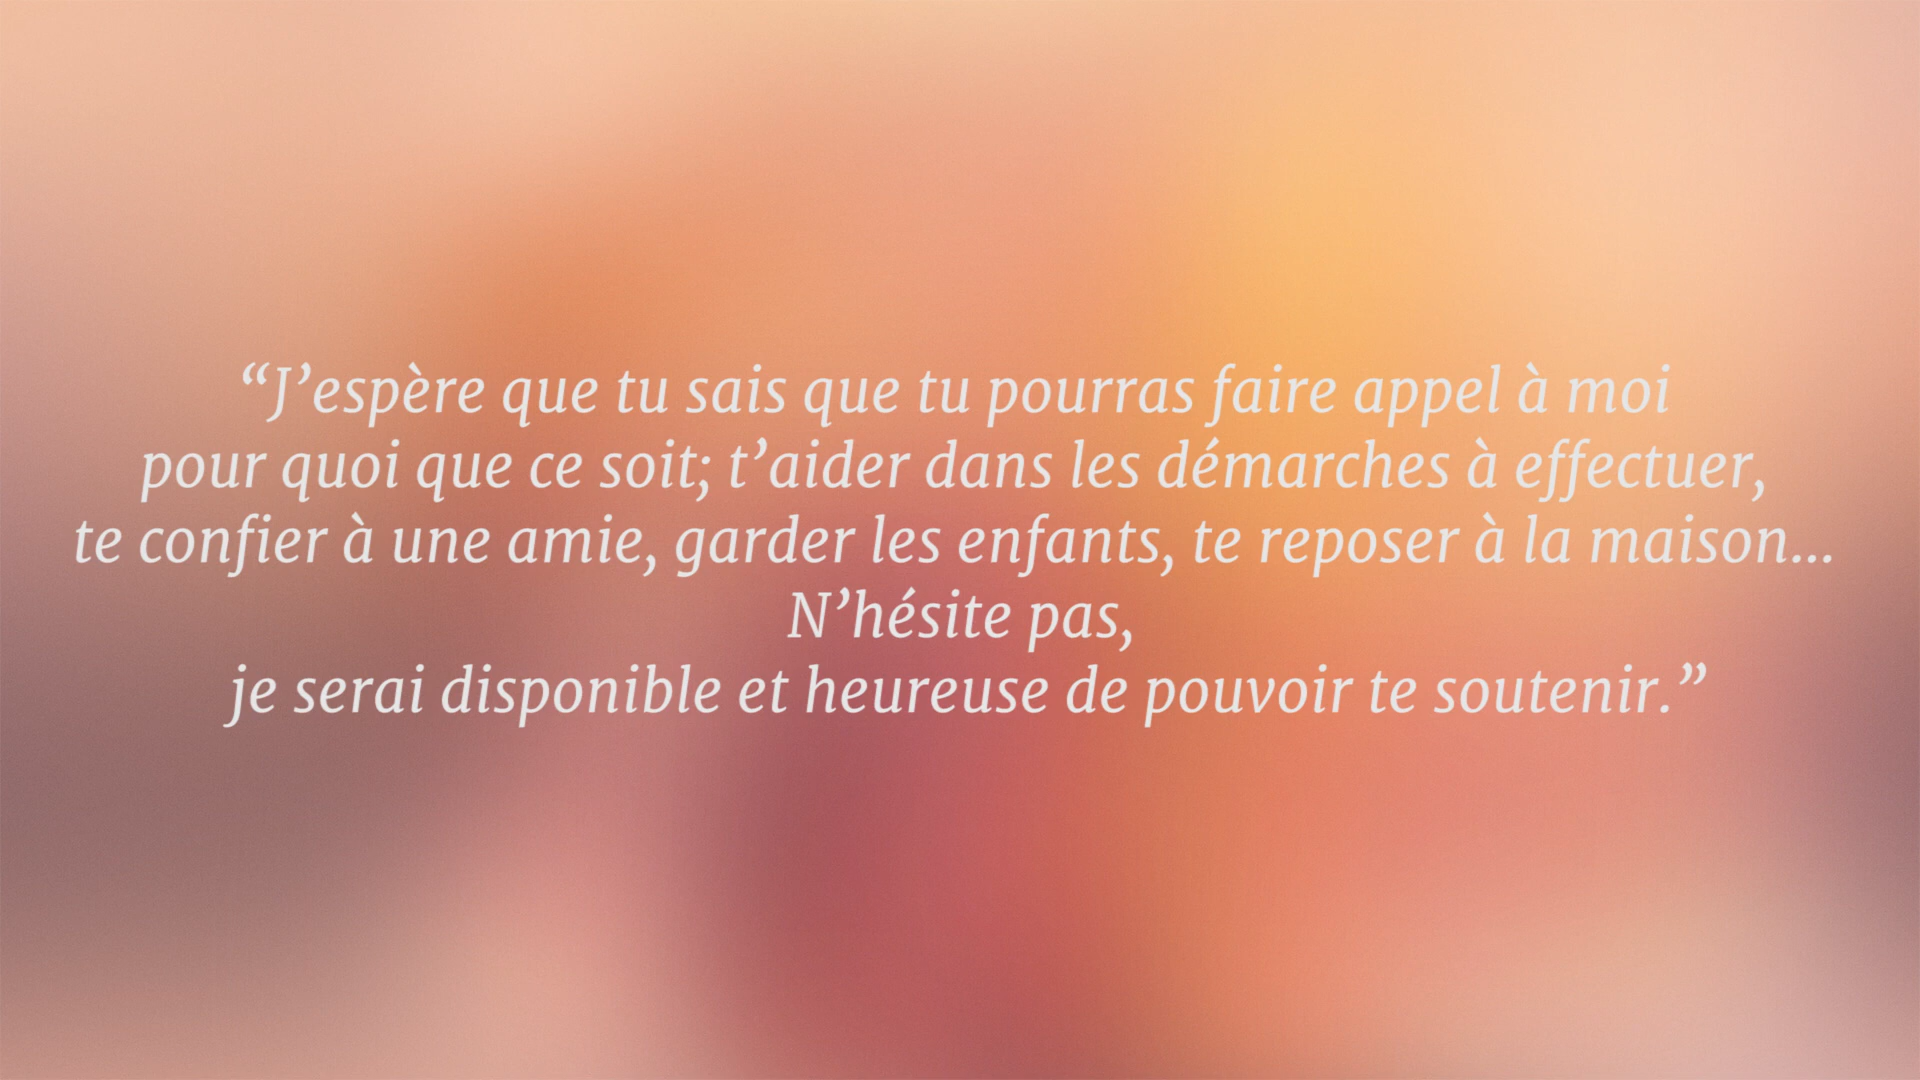 “J’espère que tu sais que tu pourras faire appel à moi
pour quoi que ce soit; t’aider dans les démarches à effectuer,
te confier à une amie, garder les enfants, te reposer à la maison...
N’hésite pas,
je serai disponible et heureuse de pouvoir te soutenir.”